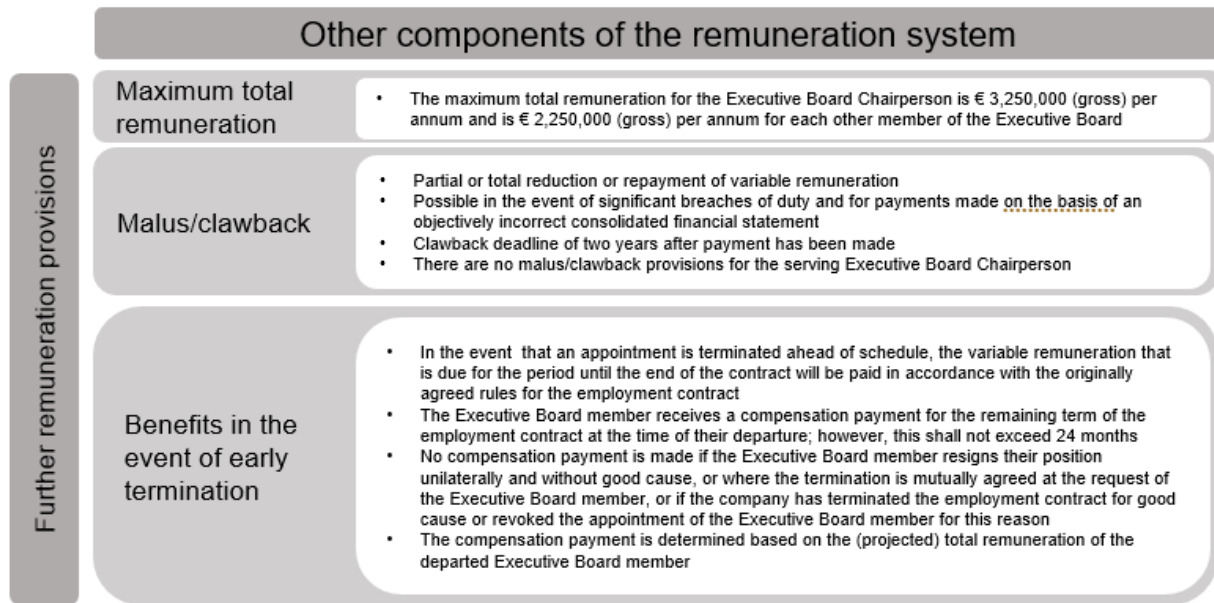 Other components of the remuneration system
Further remuneration provisions
Maximum total
remuneration
• The maximum total remuneration for the Executive Board Chairperson is € 3,250,000 (gross) per
annum and is € 2,250,000 (gross) per annum for each other member of the Executive Board
Malus/clawback
• Partial or total reduction or repayment of variable remuneration
• Possible in the event of significant breaches of duty and for payments made on the basis of an
objectively incorrect consolidated financial statement
• Clawback deadline of two years after payment has been made
• There are no malus/clawback provisions for the serving Executive Board Chairperson
Benefits in the
event of early
termination
• In the event that an appointment is terminated ahead of schedule, the variable remuneration that
is due for the period until the end of the contract will be paid in accordance with the originally
agreed rules for the employment contract
• The Executive Board member receives a compensation payment for the remaining term of the
employment contract at the time of their departure; however, this shall not exceed 24 months
• No compensation payment is made if the Executive Board member resigns their position
unilaterally and without good cause, or where the termination is mutually agreed at the request of
the Executive Board member, or if the company has terminated the employment contract for good
cause or revoked the appointment of the Executive Board member for this reason
• The compensation payment is determined based on the (projected) total remuneration of the
departed Executive Board member